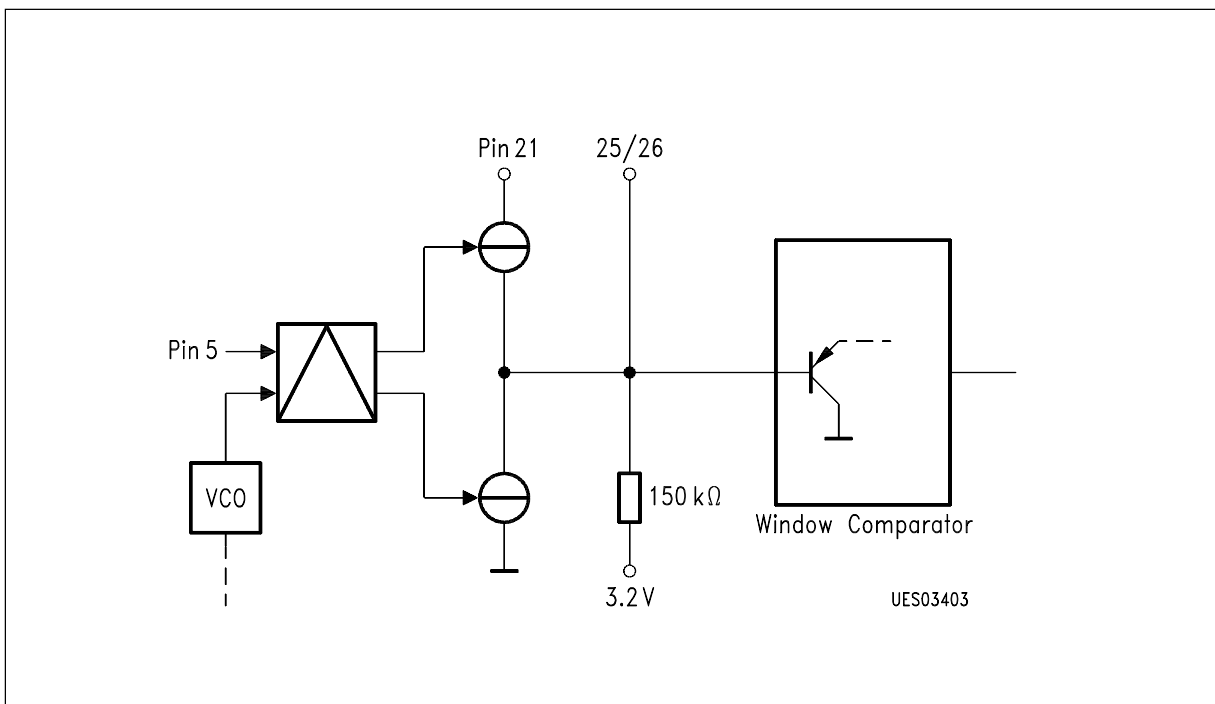 Pin 21
25/26
Pin 5
VCO
150 kΩ
Window Comparator
3.2 V
UES03403